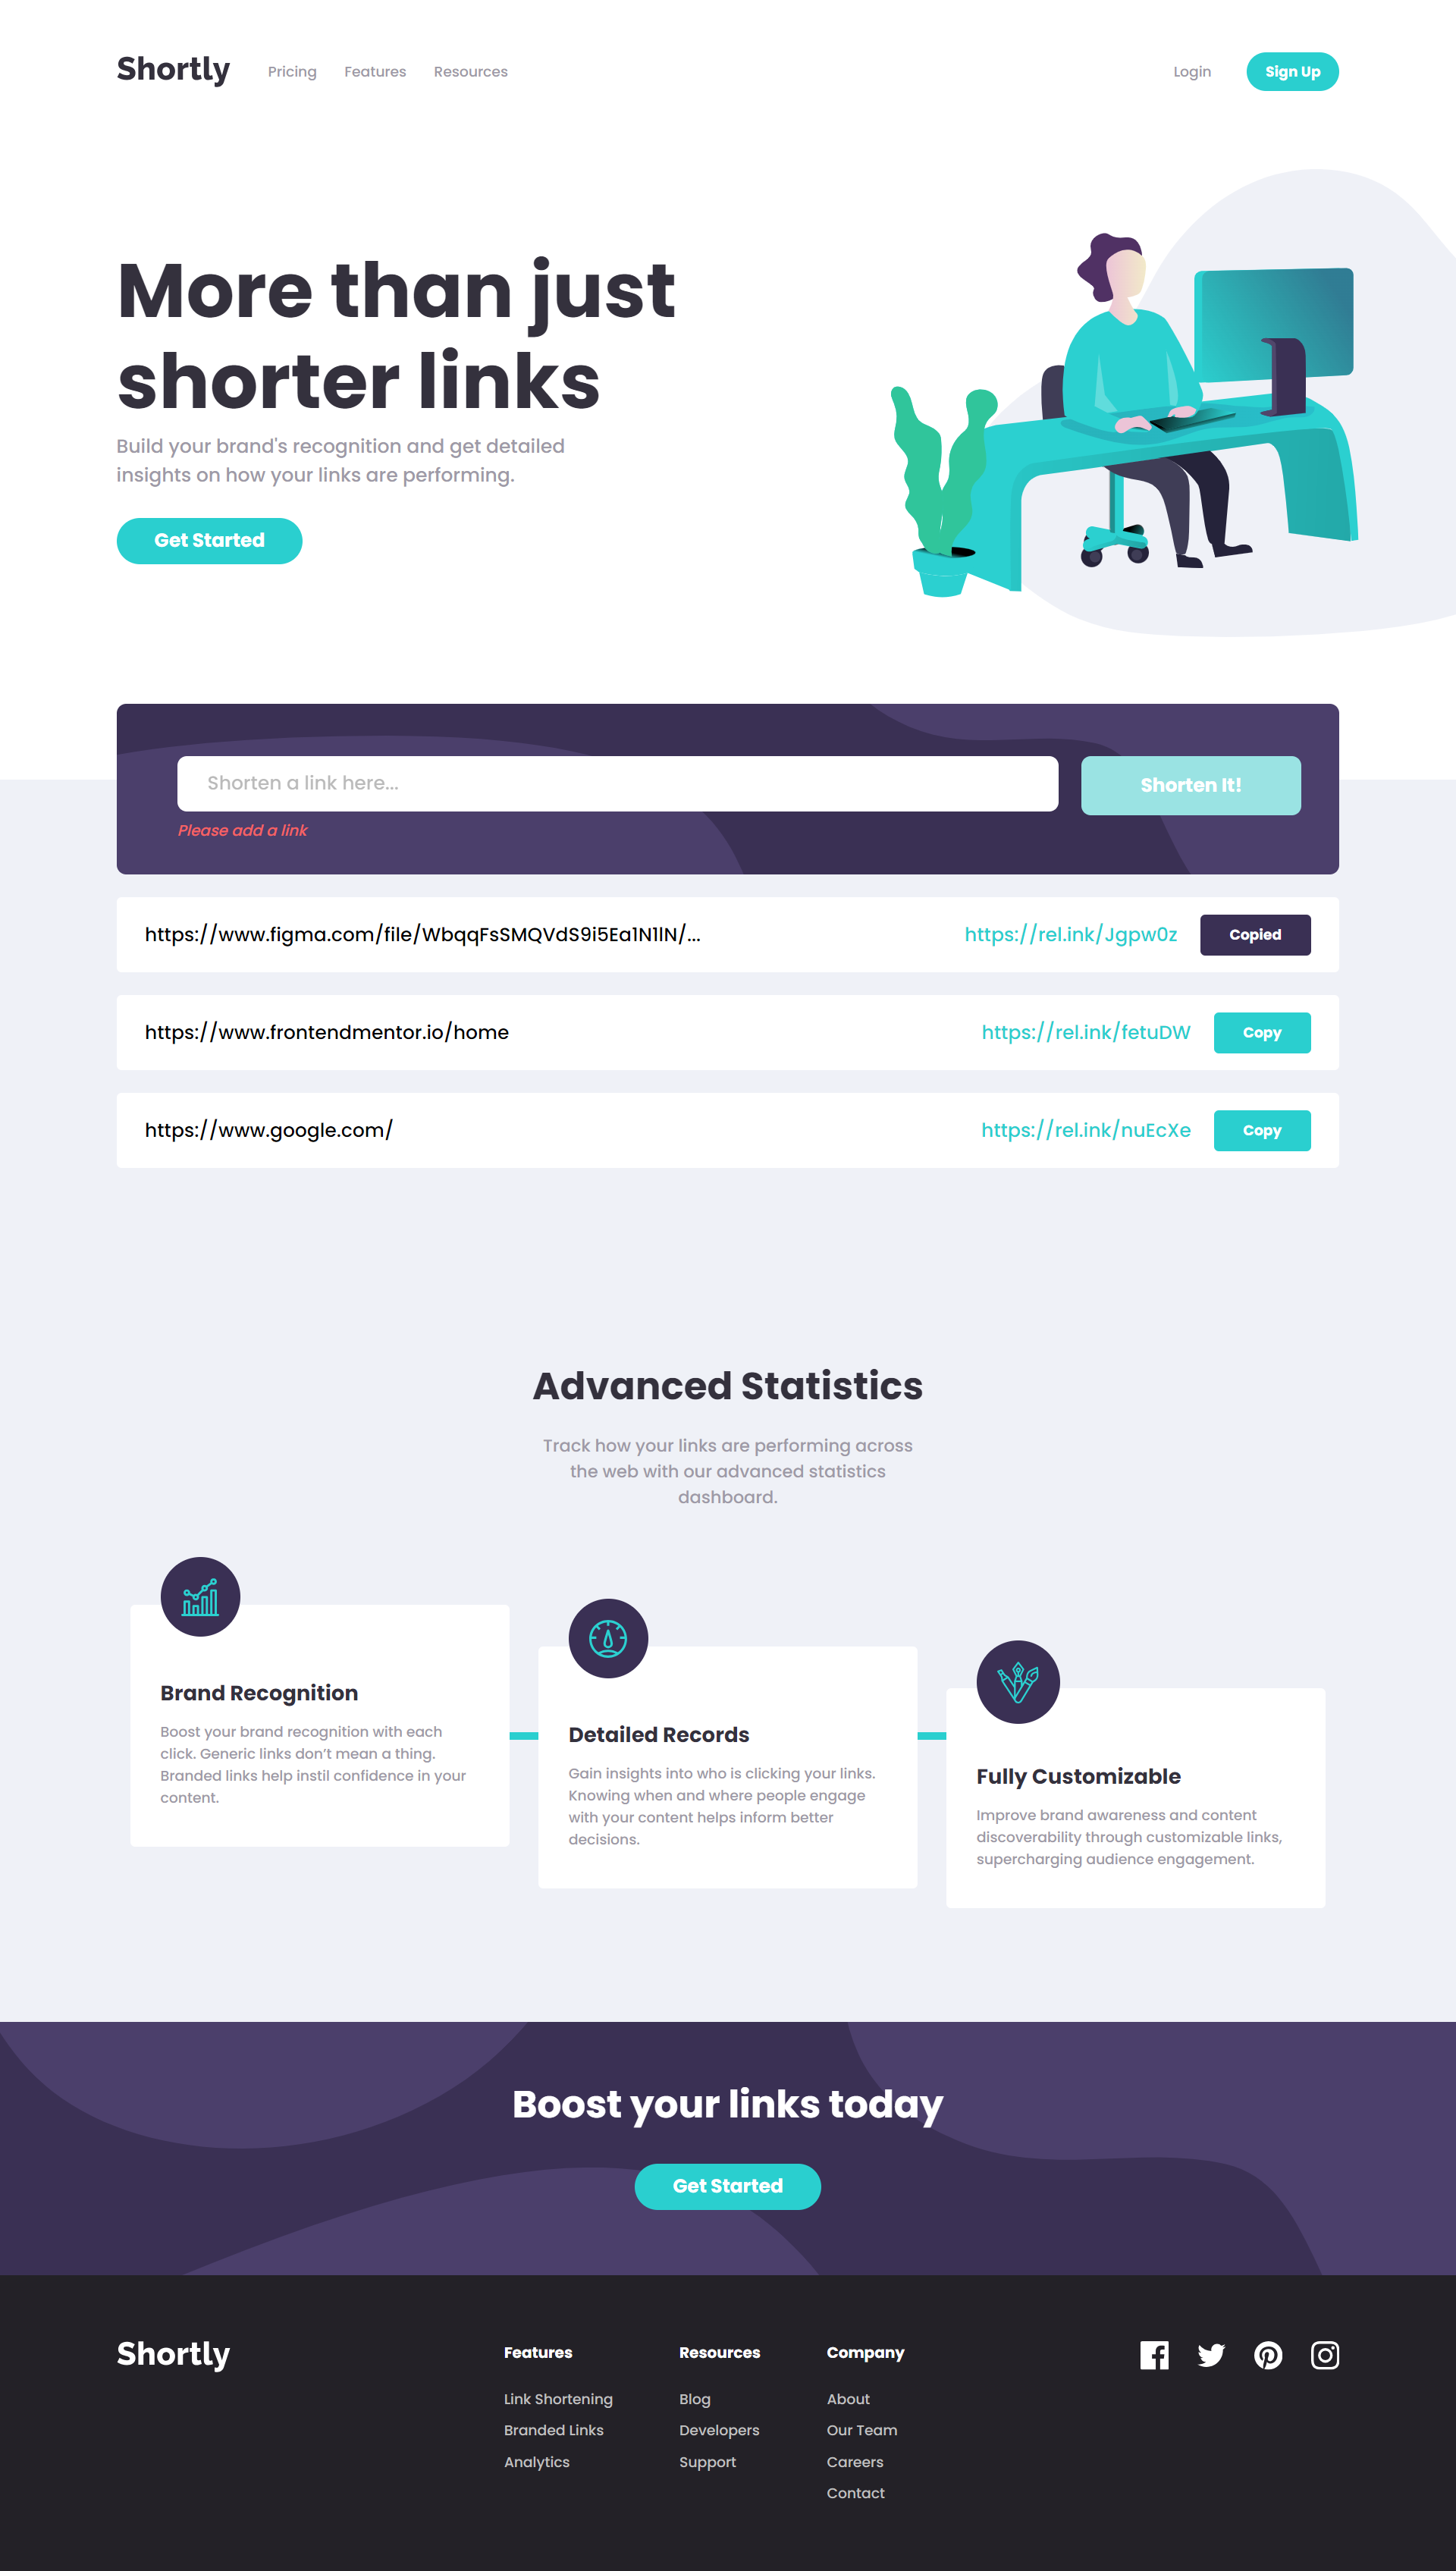 Shortly
Pricing
Features
Resources
Login
Sign Up
More than just
shorter links
Build your brand's recognition and get detailed
insights on how your links are performing.
Get Started
Shorten a link here...
Shorten It!
Please add a link
https://www.figma.com/file/WbqqFsSMQVdS9i5Ea1N1lN/...
https://rel.ink/Jgpw0z
Copied
https://www.frontendmentor.io/home
https://rel.ink/fetuDW
Copy
https://www.google.com/
https://rel.ink/nuEcXe
Copy
Advanced Statistics
Track how your links are performing across
the web with our advanced statistics
dashboard.
Brand Recognition
Boost your brand recognition with each
click. Generic links don’t mean a thing.
Branded links help instil confidence in your
content.
Detailed Records
Gain insights into who is clicking your links.
Knowing when and where people engage
with your content helps inform better
decisions.
Fully Customizable
Improve brand awareness and content
discoverability through customizable links,
supercharging audience engagement.
Boost your links today
Get Started
Shortly
Features
Link Shortening
Branded Links
Analytics
Resources
Blog
Developers
Support
Company
About
Our Team
Careers
Contact